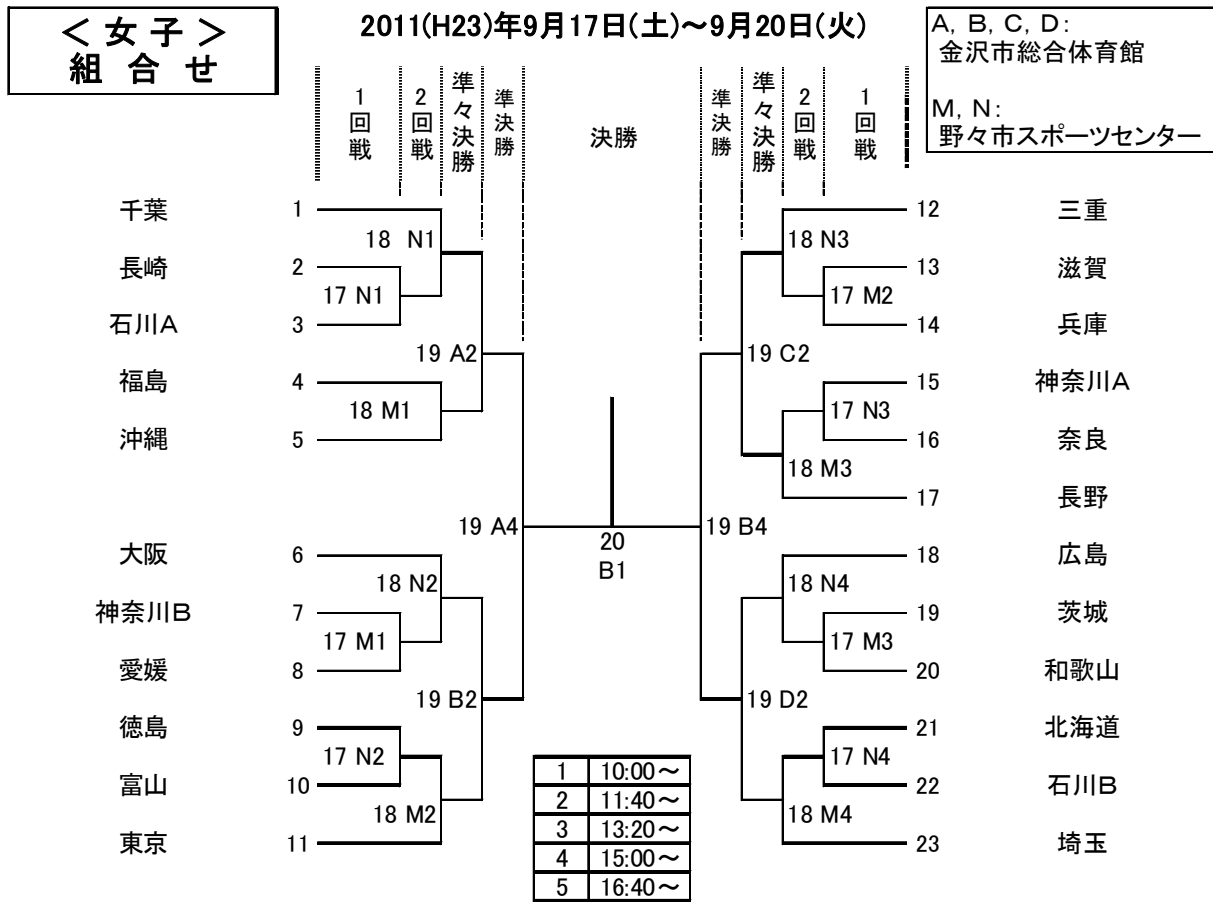 ＜女子＞
組合せ
2011(H23)年9月17日(土)～9月20日(火)
A, B, C, D：
金沢市総合体育館
M, N：
野々市スポーツセンター
1回戦 2回戦 準々決勝 準決勝 決勝 準決勝 準々決勝 2回戦 1回戦
千葉 1 12 三重
18 N1 18 N3
長崎 2 13 滋賀
17 N1 17 M2
石川A 3 14 兵庫
19 A2 19 C2
福島 4 15 神奈川A
18 M1 17 N3
沖縄 5 16 奈良
18 M3
17 長野
19 A4 19 B4
20
B1
大阪 6 18 広島
18 N2 18 N4
神奈川B 7 19 茨城
17 M1 17 M3
愛媛 8 20 和歌山
19 B2 19 D2
徳島 9 21 北海道
17 N2 17 N4
富山 10 22 石川B
18 M2 18 M4
東京 11 23 埼玉
1 10:00～
2 11:40～
3 13:20～
4 15:00～
5 16:40～